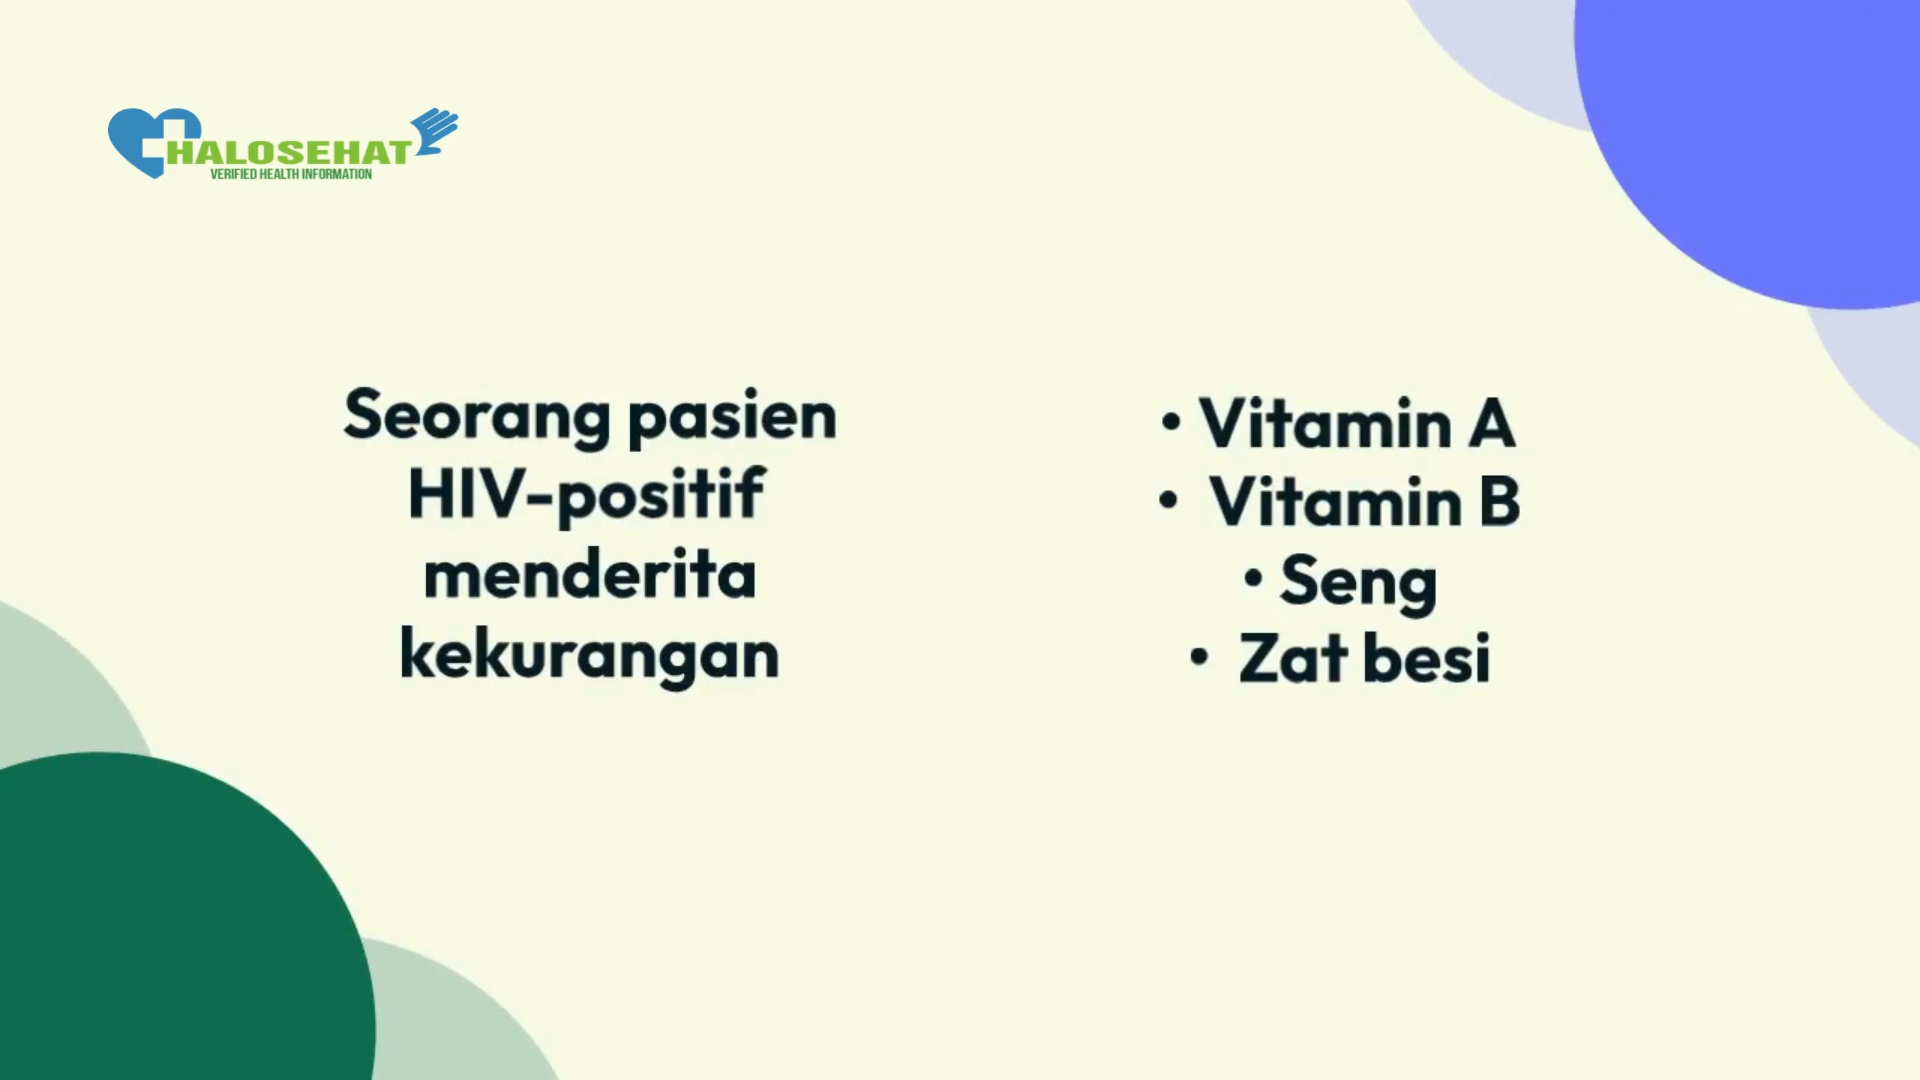 HALOSEHAT
VERIFIED HEALTH INFORMATION
Seorang pasien
HIV-positif
menderita
kekurangan
• Vitamin A
• Vitamin B
• Seng
• Zat besi